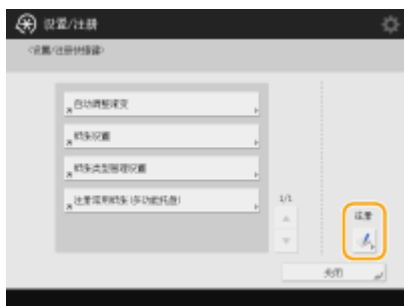 设置/注册
<设置/注册快捷键>
自动调整渐变
纸张设置
纸张类型管理设置
注册常用纸张(多功能托盘)
1/1
注册
关闭